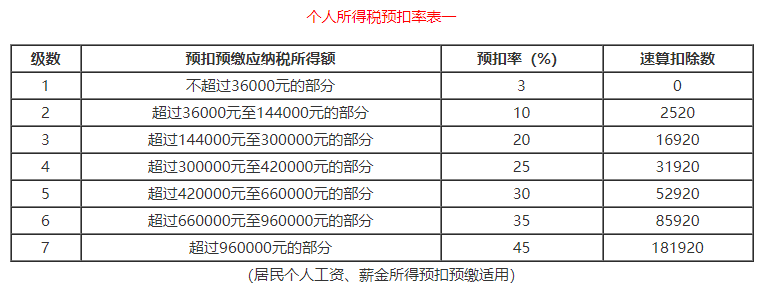 个人所得税预扣率表一
级数 预扣预缴应纳税所得额 预扣率（%） 速算扣除数
1 不超过36000元的部分 3 0
2 超过36000元至144000元的部分 10 2520
3 超过144000元至300000元的部分 20 16920
4 超过300000元至420000元的部分 25 31920
5 超过420000元至660000元的部分 30 52920
6 超过660000元至960000元的部分 35 85920
7 超过960000元的部分 45 181920
（居民个人工资、薪金所得预扣预缴适用）